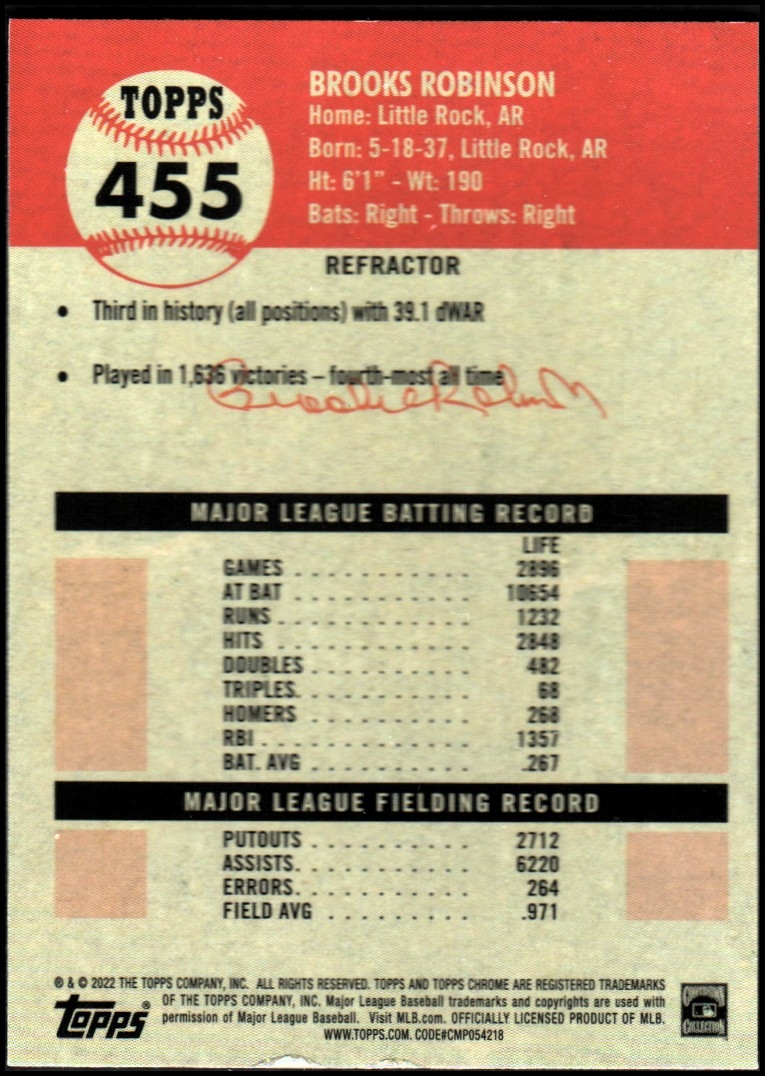 TOPPS
455
BROOKS ROBINSON
Home: Little Rock, AR
Born: 5-18-37, Little Rock, AR
Ht: 6'1" - Wt: 190
Bats: Right - Throws: Right
REFRACTOR
• Third in history (all positions) with 39.1 dWAR
• Played in 1,636 victories – fourth-most all time
Brooks Robinson
MAJOR LEAGUE BATTING RECORD
LIFE
GAMES . . . . . . . . . . . 2896
AT BAT . . . . . . . . . . . 10654
RUNS . . . . . . . . . . . . 1232
HITS . . . . . . . . . . . . 2848
DOUBLES . . . . . . . . . . 482
TRIPLES. . . . . . . . . . . 68
HOMERS . . . . . . . . . . 268
RBI . . . . . . . . . . . . . 1357
BAT. AVG . . . . . . . . . . .267
MAJOR LEAGUE FIELDING RECORD
PUTOUTS . . . . . . . . . . 2712
ASSISTS. . . . . . . . . . . 6220
ERRORS. . . . . . . . . . . 264
FIELD AVG . . . . . . . . . .971
® & © 2022 THE TOPPS COMPANY, INC. ALL RIGHTS RESERVED. TOPPS AND TOPPS CHROME ARE REGISTERED TRADEMARKS
OF THE TOPPS COMPANY, INC. Major League Baseball trademarks and copyrights are used with
permission of Major League Baseball. Visit MLB.com. OFFICIALLY LICENSED PRODUCT OF MLB.
WWW.TOPPS.COM. CODE#CMP054218
topps®
COOPERSTOWN
COLLECTION